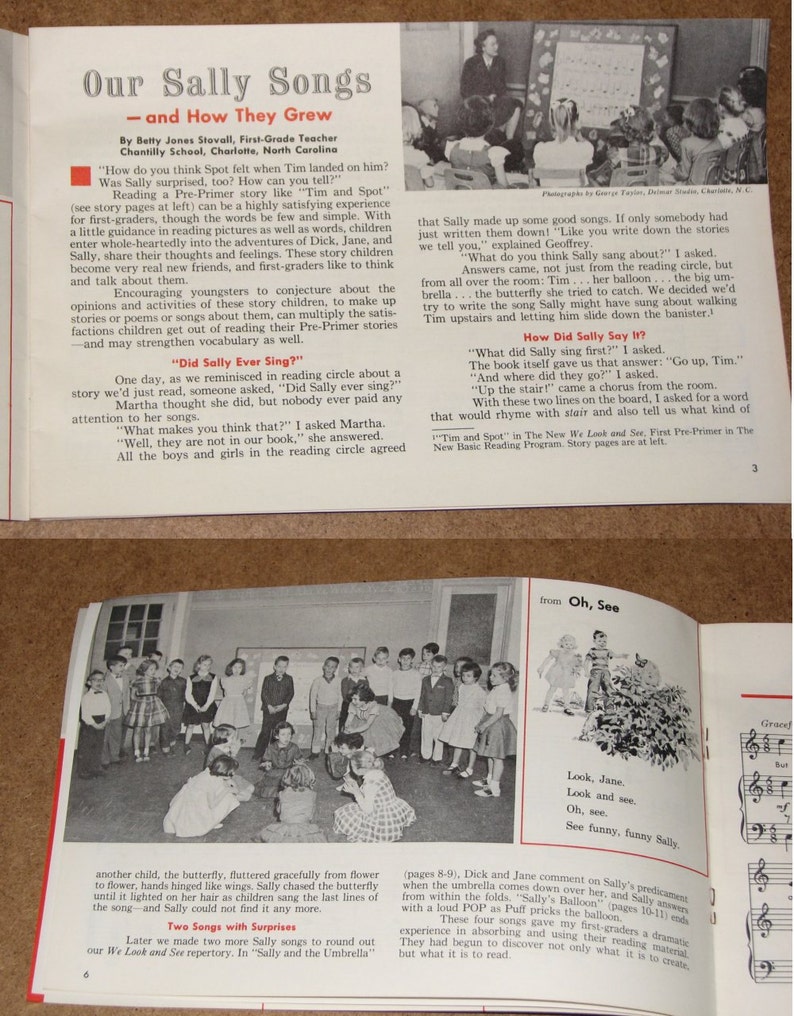 Our Sally Songs
—and How They Grew
By Betty Jones Stovall, First-Grade Teacher
Chantilly School, Charlotte, North Carolina
"How do you think Spot felt when Tim landed on him?
Was Sally surprised, too? How can you tell?"
Reading a Pre-Primer story like "Tim and Spot"
(see story pages at left) can be a highly satisfying experience
for first-graders, though the words be few and simple. With
a little guidance in reading pictures as well as words, children
enter whole-heartedly into the adventures of Dick, Jane, and
Sally, share their thoughts and feelings. These story children
become very real new friends, and first-graders like to think
and talk about them.
Encouraging youngsters to conjecture about the
opinions and activities of these story children, to make up
stories or poems or songs about them, can multiply the satis-
factions children get out of reading their Pre-Primer stories
—and may strengthen vocabulary as well.
"Did Sally Ever Sing?"
One day, as we reminisced in reading circle about a
story we'd just read, someone asked, "Did Sally ever sing?"
Martha thought she did, but nobody ever paid any
attention to her songs.
"What makes you think that?" I asked Martha.
"Well, they are not in our book," she answered.
All the boys and girls in the reading circle agreed
Photographs by George Taylor, Delmar Studio, Charlotte, N.C.
that Sally made up some good songs. If only somebody had
just written them down! "Like you write down the stories
we tell you," explained Geoffrey.
"What do you think Sally sang about?" I asked.
Answers came, not just from the reading circle, but
from all over the room: Tim . . . her balloon . . . the big um-
brella . . . the butterfly she tried to catch. We decided we'd
try to write the song Sally might have sung about walking
Tim upstairs and letting him slide down the banister.¹
How Did Sally Say It?
"What did Sally sing first?" I asked.
The book itself gave us that answer: "Go up, Tim."
"And where did they go?" I asked.
"Up the stair!" came a chorus from the room.
With these two lines on the board, I asked for a word
that would rhyme with stair and also tell us what kind of
¹"Tim and Spot" in The New We Look and See, First Pre-Primer in The
New Basic Reading Program. Story pages are at left.
3
from Oh, See
Look, Jane.
Look and see.
Oh, see.
See funny, funny Sally.
another child, the butterfly, fluttered gracefully from flower
to flower, hands hinged like wings. Sally chased the butterfly
until it lighted on her hair as children sang the last lines of
the song—and Sally could not find it any more.
Two Songs with Surprises
Later we made two more Sally songs to round out
our We Look and See repertory. In "Sally and the Umbrella"
6
(pages 8-9), Dick and Jane comment on Sally's predicament
when the umbrella comes down over her, and Sally answers
from within the folds. "Sally's Balloon" (pages 10-11) ends
with a loud POP as Puff pricks the balloon.
These four songs gave my first-graders a dramatic
experience in absorbing and using their reading material.
They had begun to discover not only what it is to create,
but what it is to read.
Gracef
But
mf